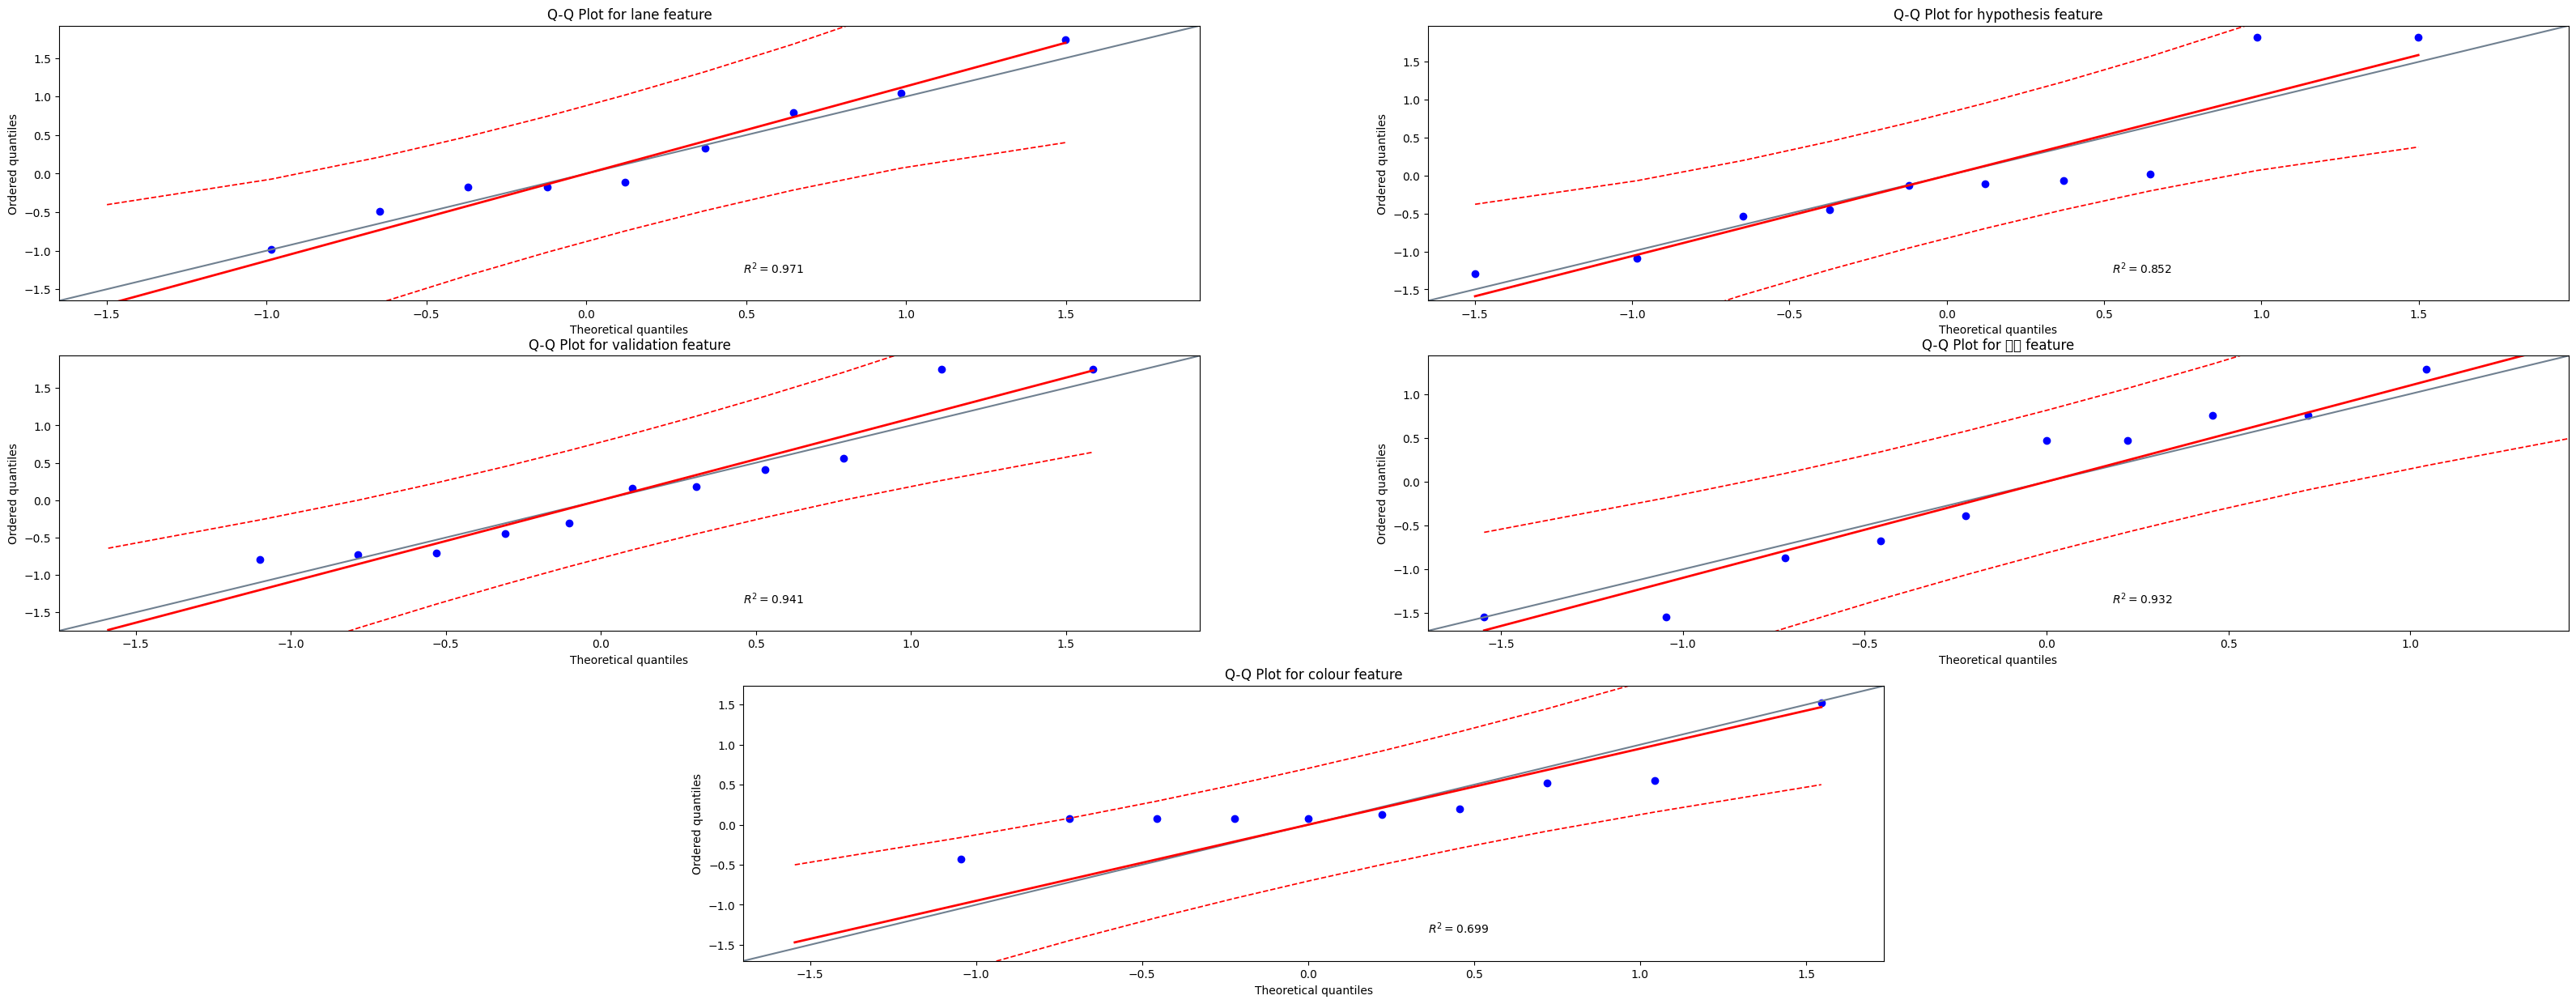 Q-Q Plot for lane feature
Ordered quantiles
1.5
1.0
0.5
0.0
−0.5
−1.0
−1.5
R² = 0.971
−1.5 −1.0 −0.5 0.0 0.5 1.0 1.5
Theoretical quantiles
Q-Q Plot for hypothesis feature
Ordered quantiles
1.5
1.0
0.5
0.0
−0.5
−1.0
−1.5
R² = 0.852
−1.5 −1.0 −0.5 0.0 0.5 1.0 1.5
Theoretical quantiles
Q-Q Plot for validation feature
Ordered quantiles
1.5
1.0
0.5
0.0
−0.5
−1.0
−1.5
R² = 0.941
−1.5 −1.0 −0.5 0.0 0.5 1.0 1.5
Theoretical quantiles
Q-Q Plot for feature
Ordered quantiles
1.0
0.5
0.0
−0.5
−1.0
−1.5
R² = 0.932
−1.5 −1.0 −0.5 0.0 0.5 1.0
Theoretical quantiles
Q-Q Plot for colour feature
Ordered quantiles
1.5
1.0
0.5
0.0
−0.5
−1.0
−1.5
R² = 0.699
−1.5 −1.0 −0.5 0.0 0.5 1.0 1.5
Theoretical quantiles